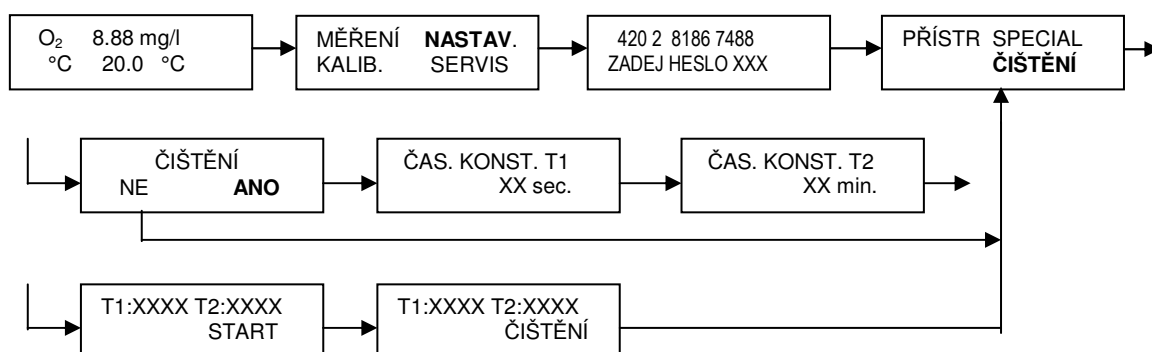 O₂ 8.88 mg/l
°C 20.0 °C
MĚŘENÍ NASTAV.
KALIB. SERVIS
420 2 8186 7488
ZADEJ HESLO XXX
PŘÍSTR SPECIAL
ČIŠTĚNÍ
ČIŠTĚNÍ
NE ANO
ČAS. KONST. T1
XX sec.
ČAS. KONST. T2
XX min.
T1:XXXX T2:XXXX
START
T1:XXXX T2:XXXX
ČIŠTĚNÍ